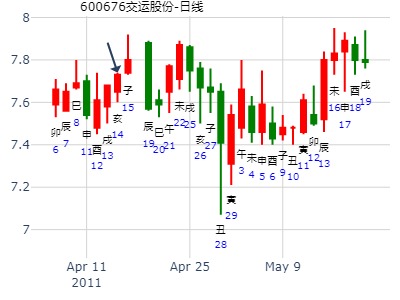 600676交运股份-日线
8
7.8
7.6
7.4
7.2
7
卯 6
辰 7
巳 8
申 11
酉 12
戌 13
亥 14
子 15
辰 19
巳 20
午 21
未 22
戌 25
亥 26
子 27
丑 28
寅 29
午 3
未 4
申 5
酉 6
子 9
丑 10
寅 11
卯 12
辰 13
未 16
申 17
酉 18
戌 19
Apr 11
2011
Apr 25
May 9